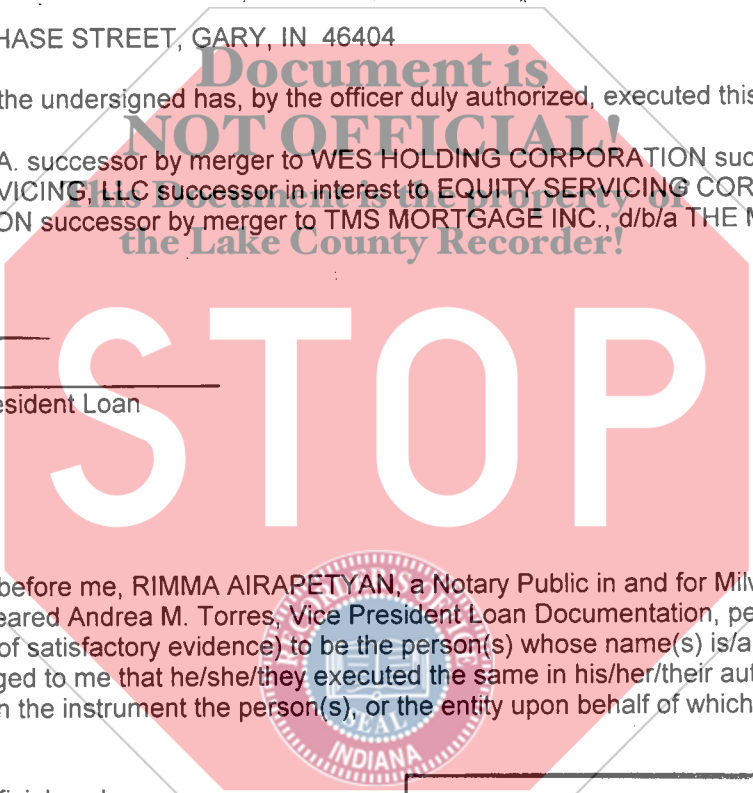 HASE STREET, GARY, IN 46404
Document is
the undersigned has, by the officer duly authorized, executed this
NOT OFFICIAL!
A. successor by merger to WES HOLDING CORPORATION suc
VICING, LLC successor in interest to EQUITY SERVICING COR
This Document is the property of
ON successor by merger to TMS MORTGAGE INC., d/b/a THE M
the Lake County Recorder!
STOP
esident Loan
before me, RIMMA AIRAPETYAN, a Notary Public in and for Milw
eared Andrea M. Torres, Vice President Loan Documentation, pe
of satisfactory evidence) to be the person(s) whose name(s) is/a
ged to me that he/she/they executed the same in his/her/their aut
n the instrument the person(s), or the entity upon behalf of which
SEAL
INDIANA